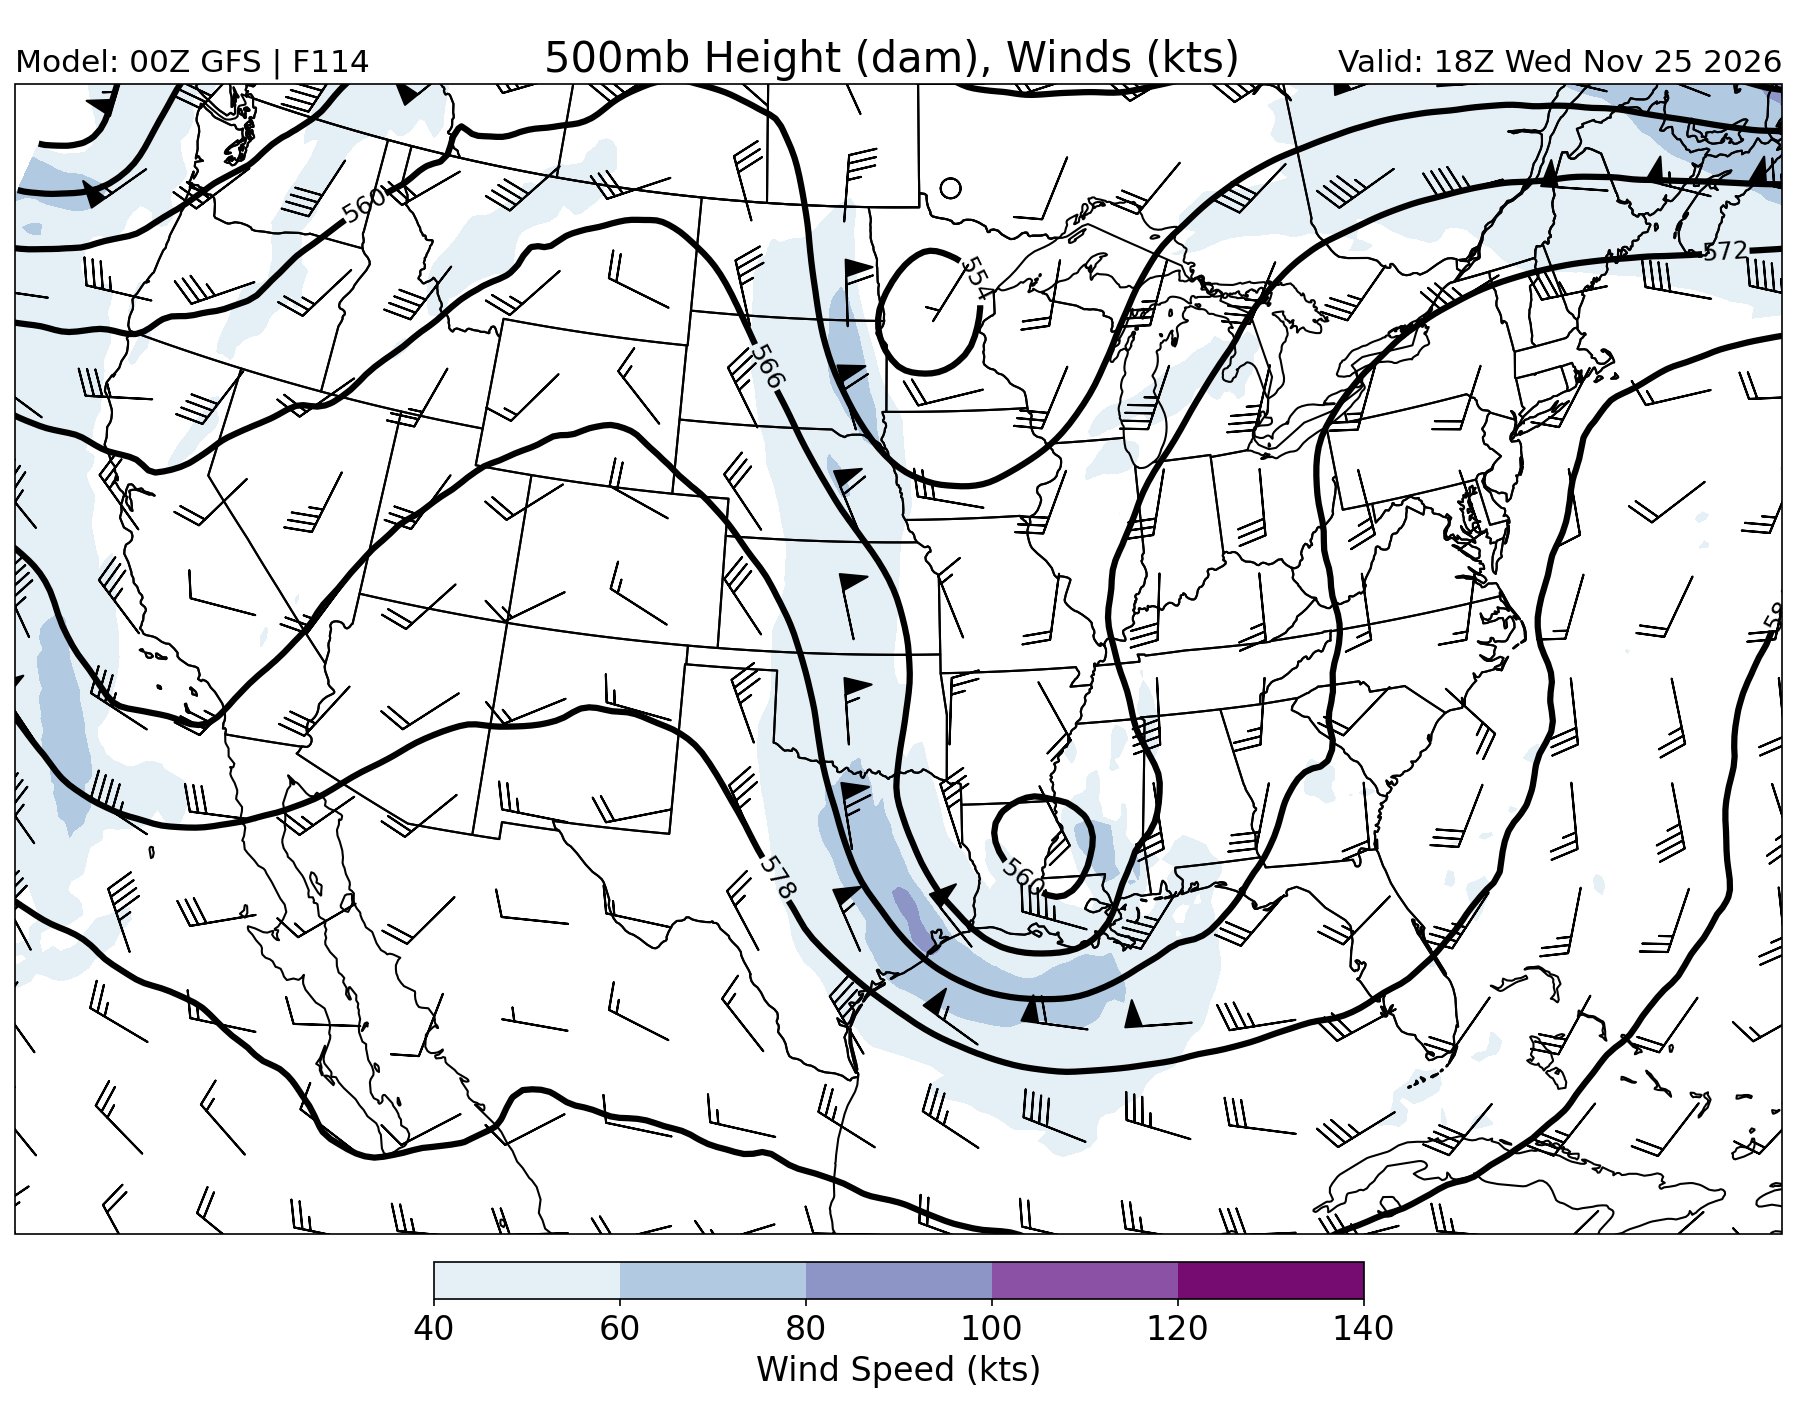 Model: 00Z GFS | F114
500mb Height (dam), Winds (kts)
Valid: 18Z Wed Nov 25 2026
560
554
572
566
578
560
40 60 80 100 120 140
Wind Speed (kts)